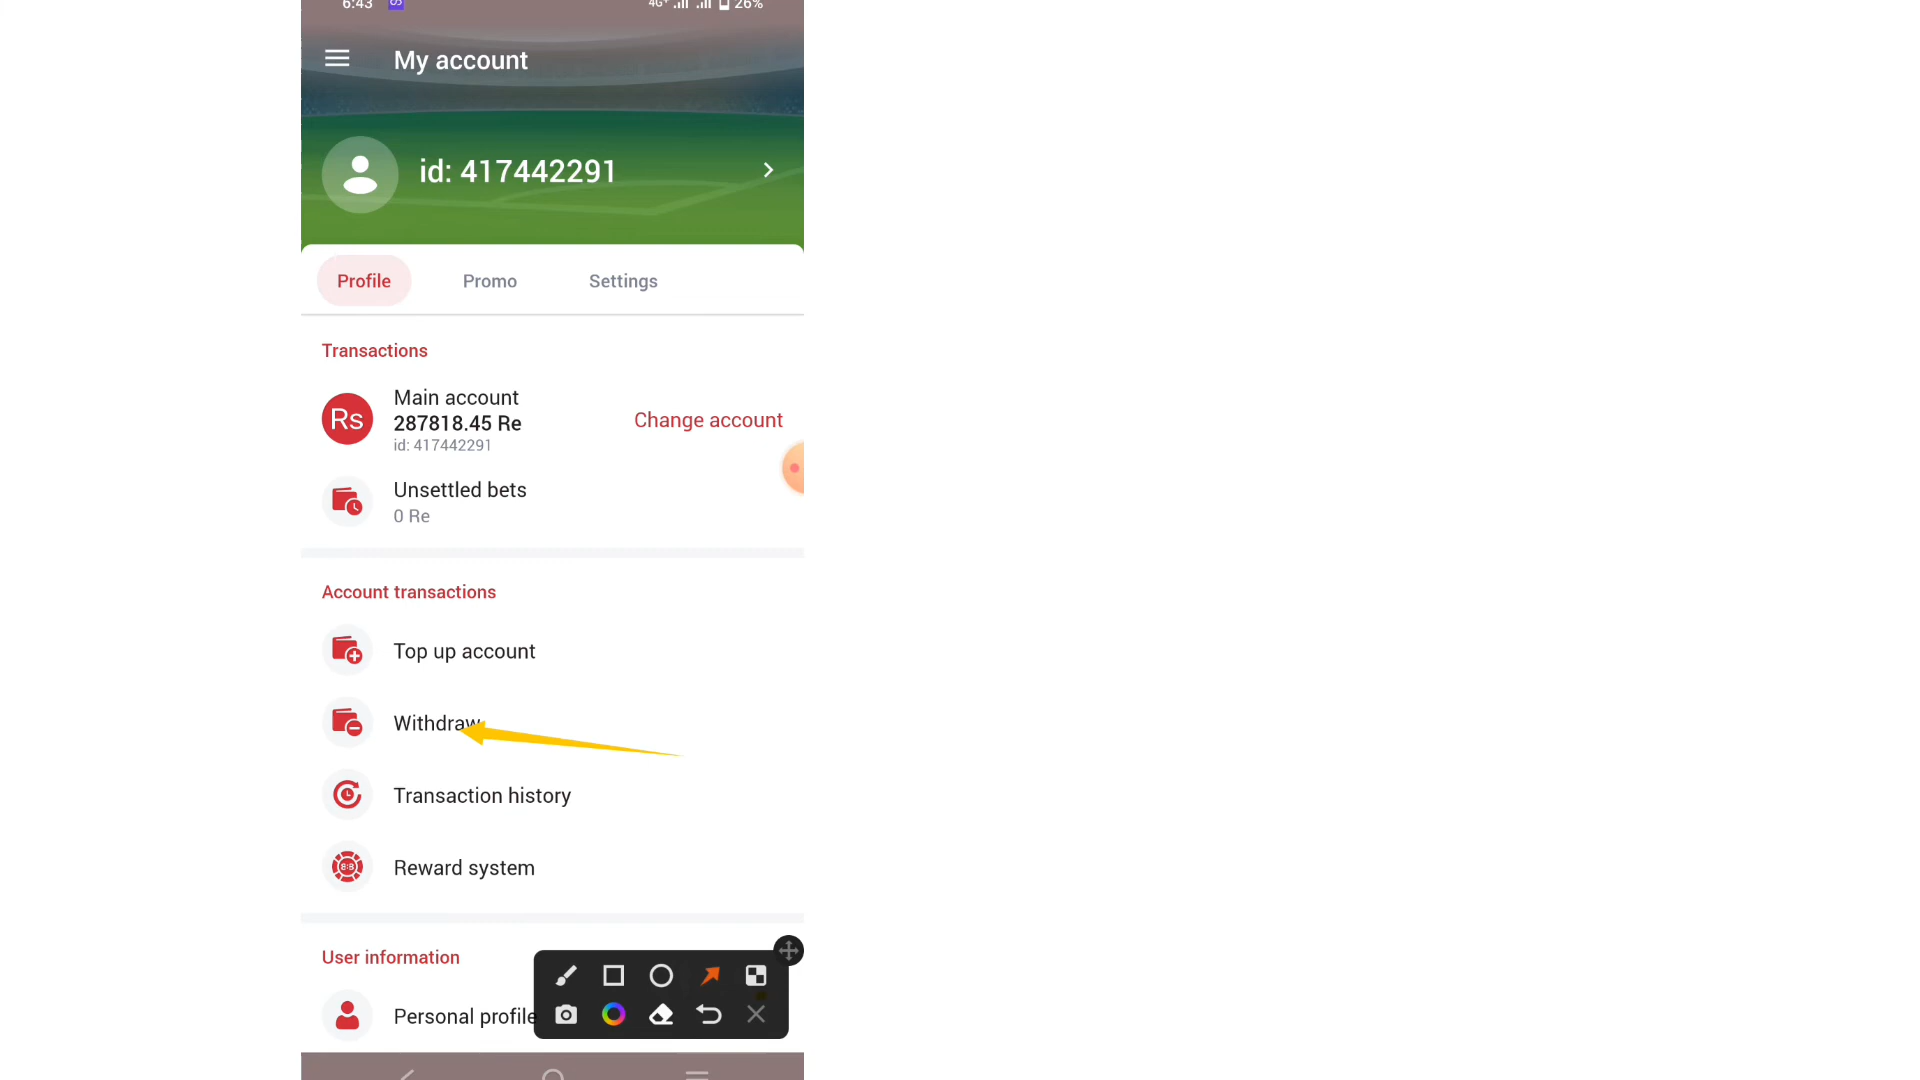 6:43 4G+ 26%
My account
id: 417442291
Profile Promo Settings
Transactions
Rs
Main account
287818.45 Re
id: 417442291
Change account
Unsettled bets
0 Re
Account transactions
Top up account
Withdraw
Transaction history
Reward system
User information
Personal profile